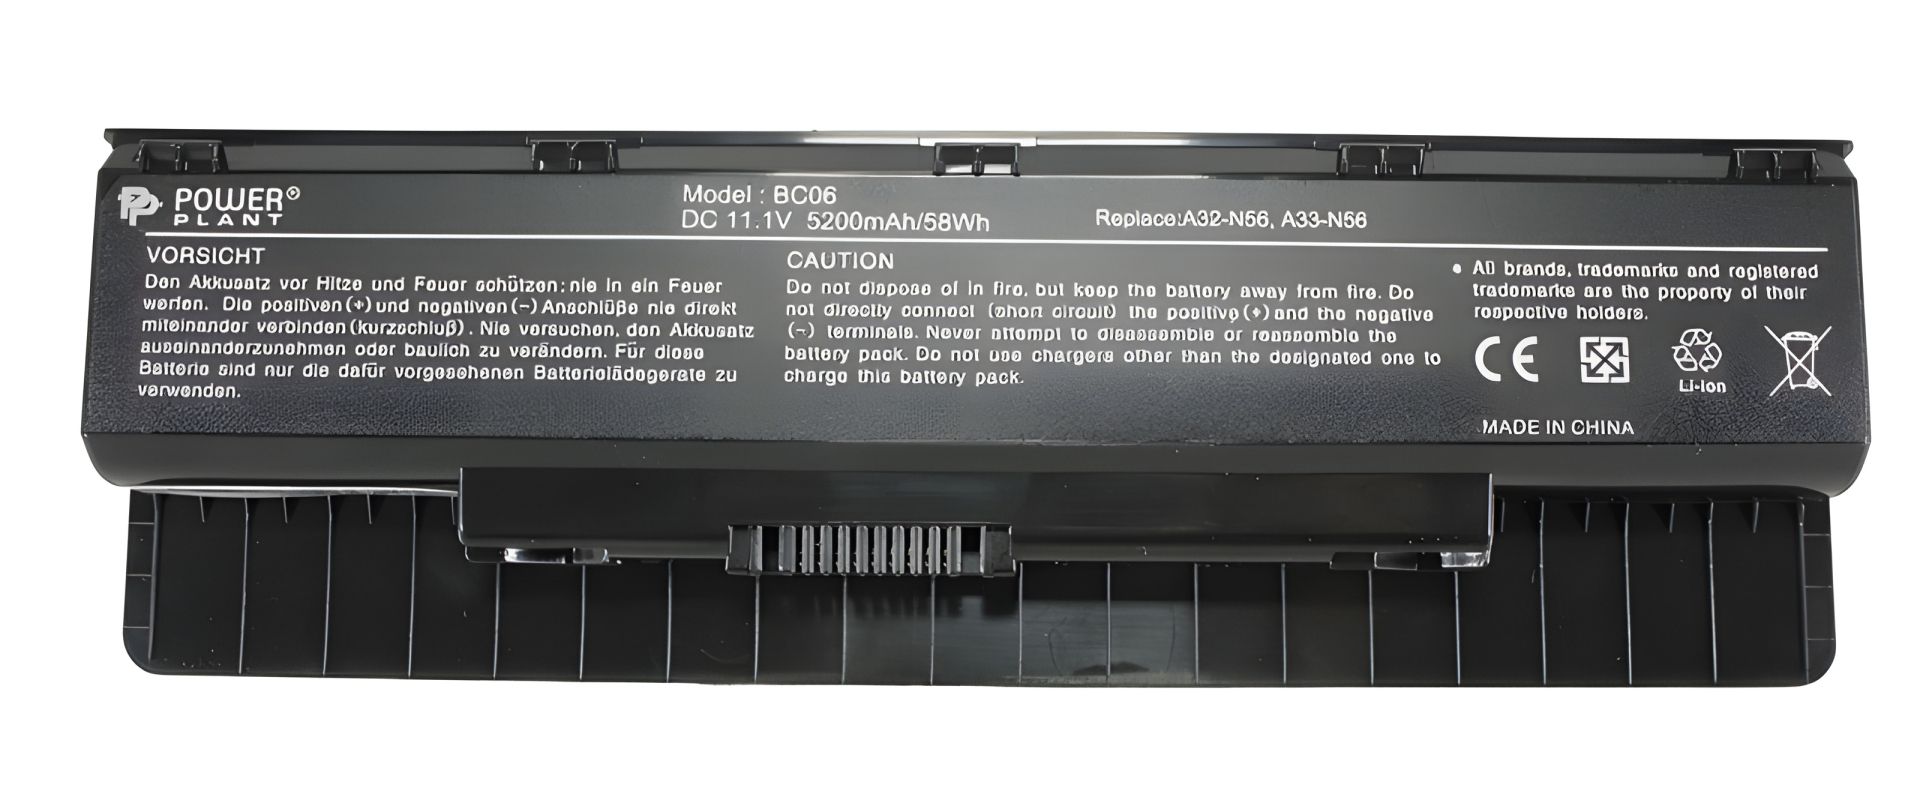 PP POWER®
PLANT
Model : BC06
DC 11.1V 5200mAh/58Wh
Replace:A32-N56, A33-N56
VORSICHT
Den Akkusatz vor Hitze und Feuer schützen; nie in ein Feuer
werfen. Die positiven(+)und negativen(-)Anschlüße nie direkt
miteinander verbinden(kurzschluß). Nie versuchen, den Akkusatz
auseinanderzunehmen oder baulich zu verändern. Für diese
Batterie sind nur die dafür vorgesehenen Batterielädegerate zu
verwenden.
CAUTION
Do not dispose of in fire, but keep the battery away from fire. Do
not directly connect (short circuit) the positive(+)and the negative
(-) terminals. Never attempt to disassemble or reassemble the
battery pack. Do not use chargers other than the designated one to
charge this battery pack.
• All brands, trademarks and registered
trademarks are the property of their
respective holders.
CE
Li-ion
MADE IN CHINA